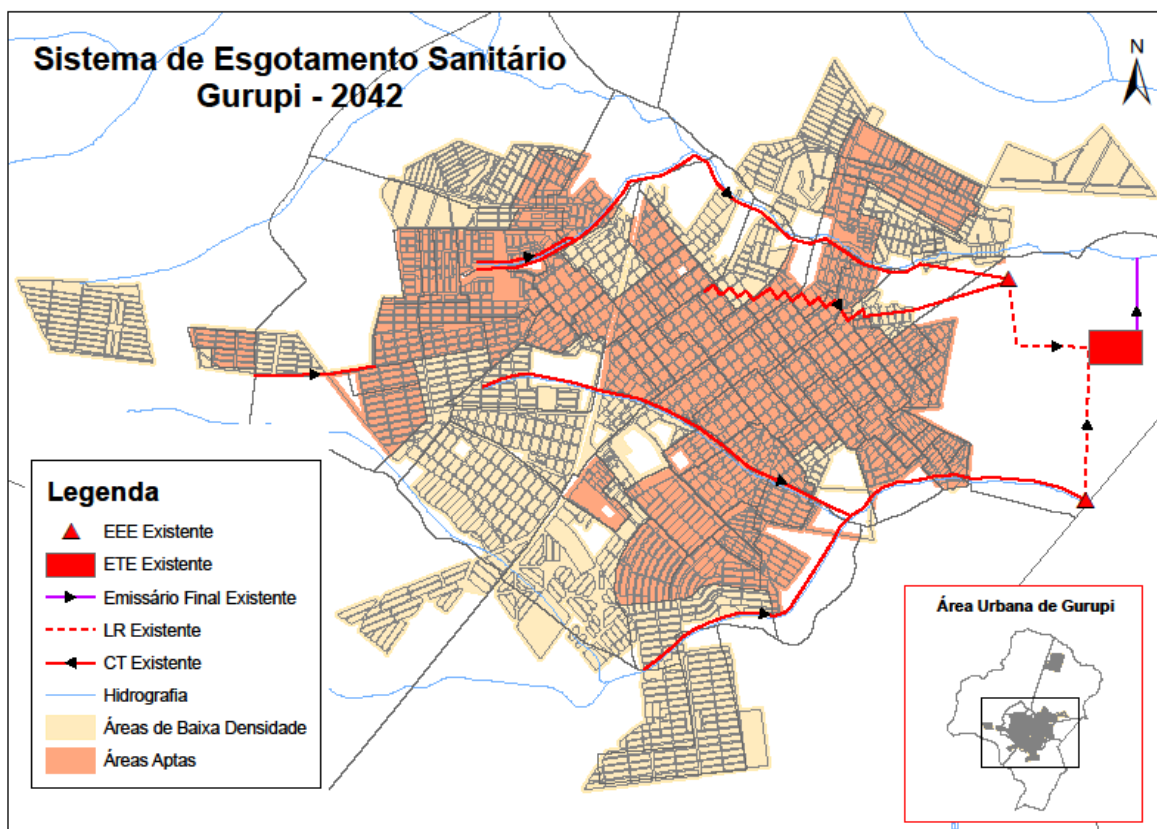 Sistema de Esgotamento Sanitário
Gurupi - 2042
N
Legenda
EEE Existente
ETE Existente
Emissário Final Existente
LR Existente
CT Existente
Hidrografia
Áreas de Baixa Densidade
Áreas Aptas
Área Urbana de Gurupi